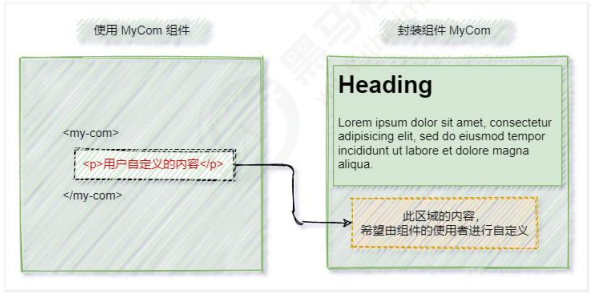 使用 MyCom 组件
<my-com>
<p>用户自定义的内容</p>
</my-com>
封装组件 MyCom
Heading
Lorem ipsum dolor sit amet, consectetur
adipisicing elit, sed do eiusmod tempor
incididunt ut labore et dolore magna
aliqua.
此区域的内容，
希望由组件的使用者进行自定义